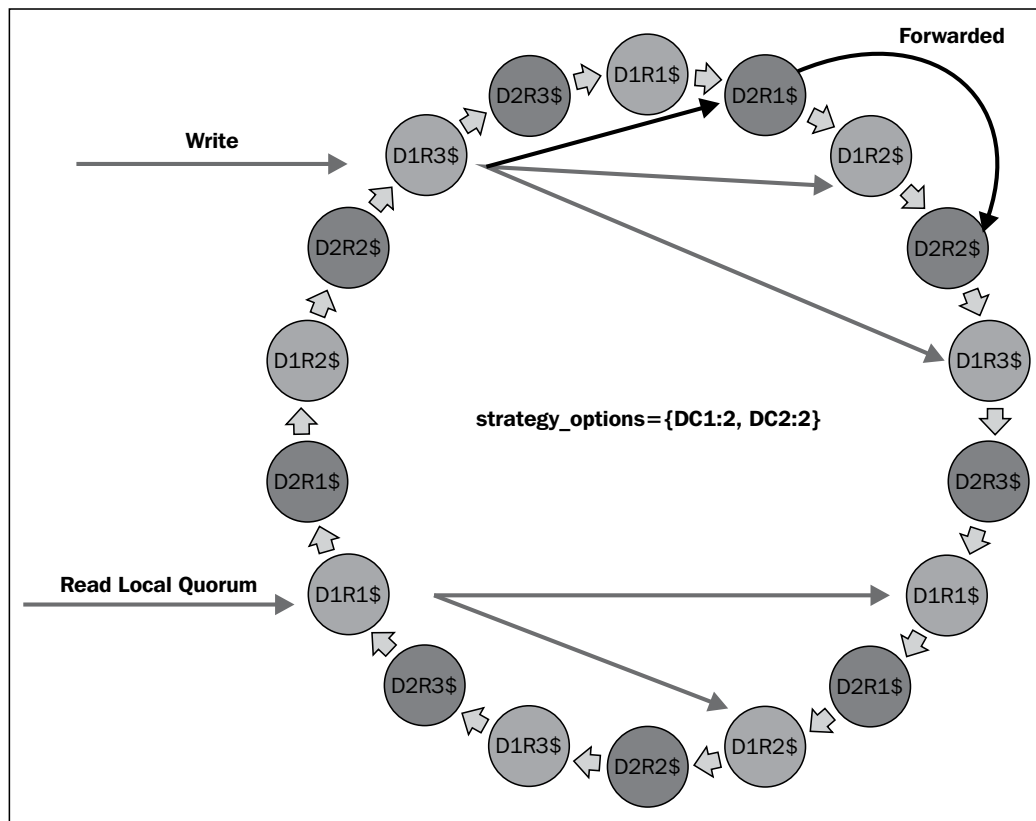 Forwarded
D1R1$
D2R3$
D2R1$
Write
D1R3$
D1R2$
D2R2$
D2R2$
D1R2$
D1R3$
strategy_options={DC1:2, DC2:2}
D2R1$
D2R3$
Read Local Quorum
D1R1$
D1R1$
D2R3$
D2R1$
D1R3$
D1R2$
D2R2$